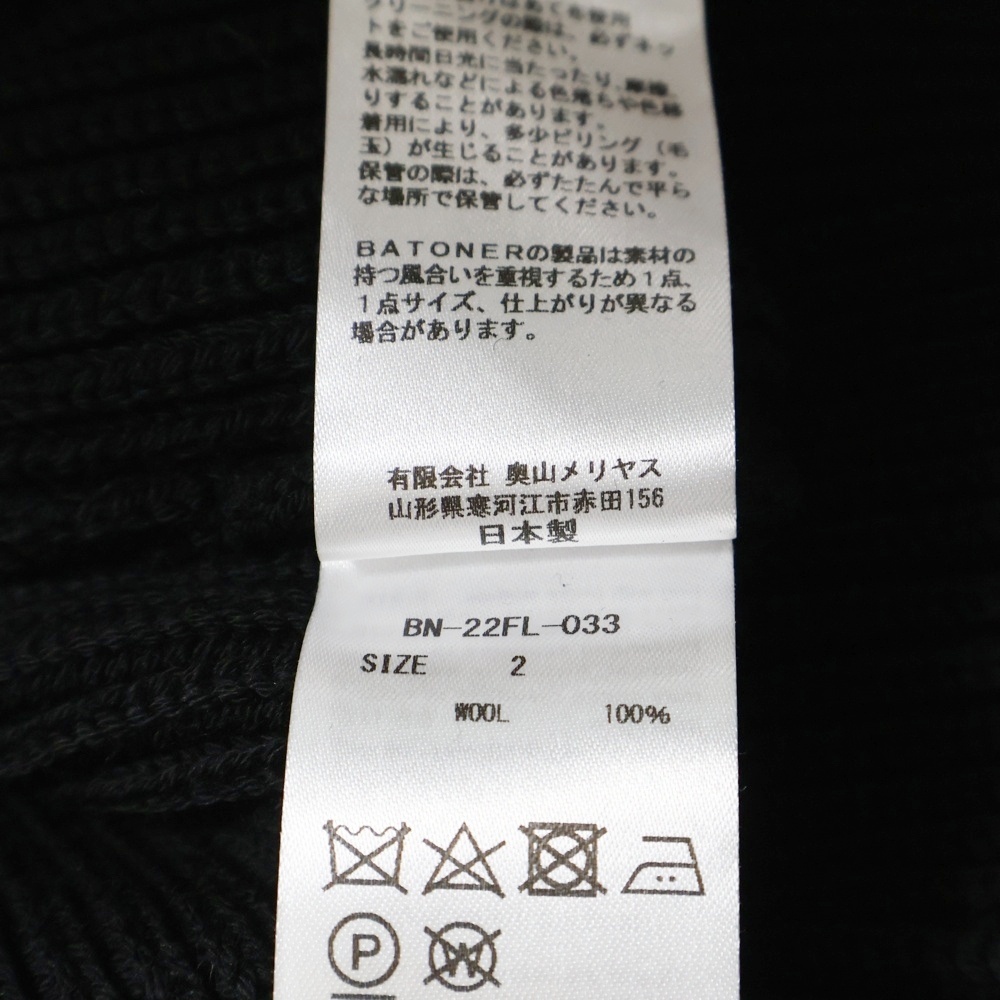 クリーニングの際は、必ずネッ
トをご使用ください。
長時間日光に当たったり、摩擦、
水濡れなどによる色落ちや色移
りすることがあります。
着用により、多少ピリング（毛
玉）が生じることがあります。
保管の際は、必ずたたんで平ら
な場所で保管してください。
BATONERの製品は素材の
持つ風合いを重視するため1点、
1点サイズ、仕上がりが異なる
場合があります。
有限会社 奥山メリヤス
山形県寒河江市赤田156
日本製
BN-22FL-033
SIZE 2
WOOL 100%
P
W